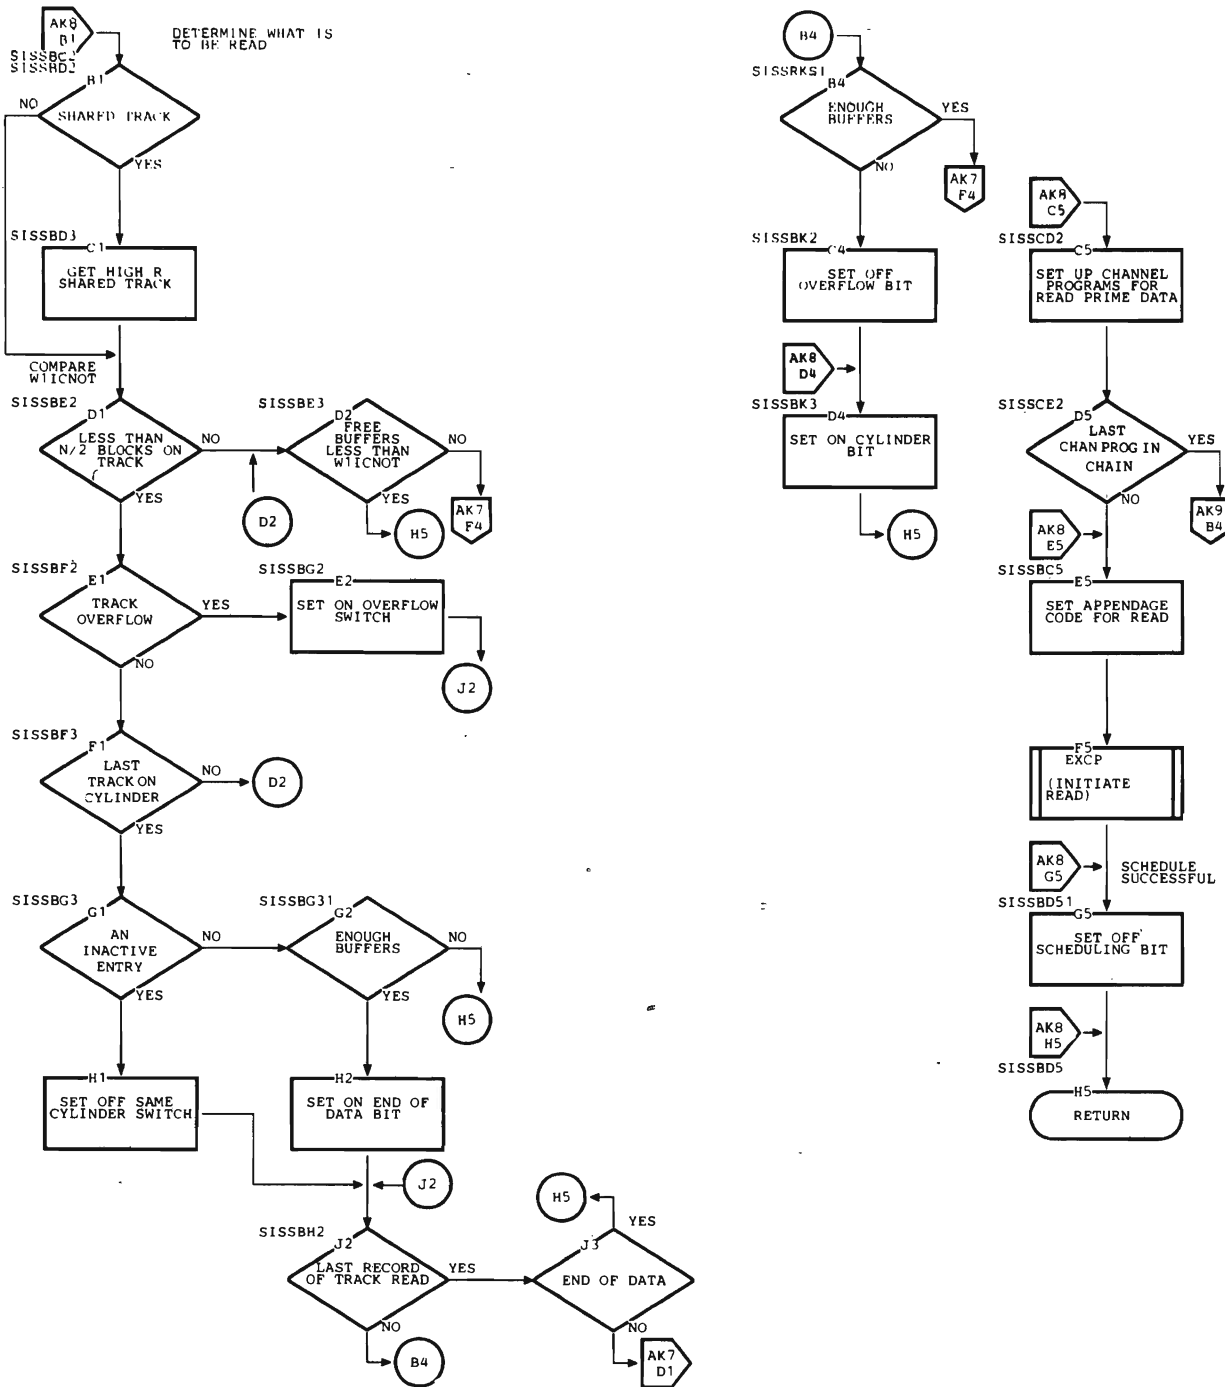 AK8
B1
DETERMINE WHAT IS
TO BE READ
SISSBC2
SISSBD2
B1
NO
SHARED TRACK
YES
SISSBD3
C1
GET HIGH R
SHARED TRACK
COMPARE
W1ICNOT
SISSBE2
D1
LESS THAN
N/2 BLOCKS ON
TRACK
NO
YES
SISSBE3
D2
FREE
BUFFERS
LESS THAN
W1ICNOT
NO
YES
D2
H5
AK7
F4
SISSBF2
E1
TRACK
OVERFLOW
YES
NO
SISSBG2
E2
SET ON OVERFLOW
SWITCH
J2
SISSBF3
F1
LAST
TRACK ON
CYLINDER
NO
D2
YES
SISSBG3
G1
AN
INACTIVE
ENTRY
NO
YES
SISSBG31
G2
ENOUGH
BUFFERS
NO
YES
H5
H1
SET OFF SAME
CYLINDER SWITCH
H2
SET ON END OF
DATA BIT
J2
SISSBH2
J2
LAST RECORD
OF TRACK READ
YES
NO
B4
H5
YES
J3
END OF DATA
NO
AK7
D1
B4
SISSRKS1
B4
ENOUGH
BUFFERS
YES
NO
AK7
F4
SISSBK2
C4
SET OFF
OVERFLOW BIT
AK8
D4
SISSBK3
D4
SET ON CYLINDER
BIT
H5
AK8
C5
SISSCD2
C5
SET UP CHANNEL
PROGRAMS FOR
READ PRIME DATA
SISSCE2
D5
LAST
CHAN PROG IN
CHAIN
YES
NO
AK9
B4
AK8
E5
SISSBC5
E5
SET APPENDAGE
CODE FOR READ
F5
EXCP
(INITIATE
READ)
AK8
G5
SCHEDULE
SUCCESSFUL
SISSBD51
G5
SET OFF
SCHEDULING BIT
AK8
H5
SISSBD5
H5
RETURN